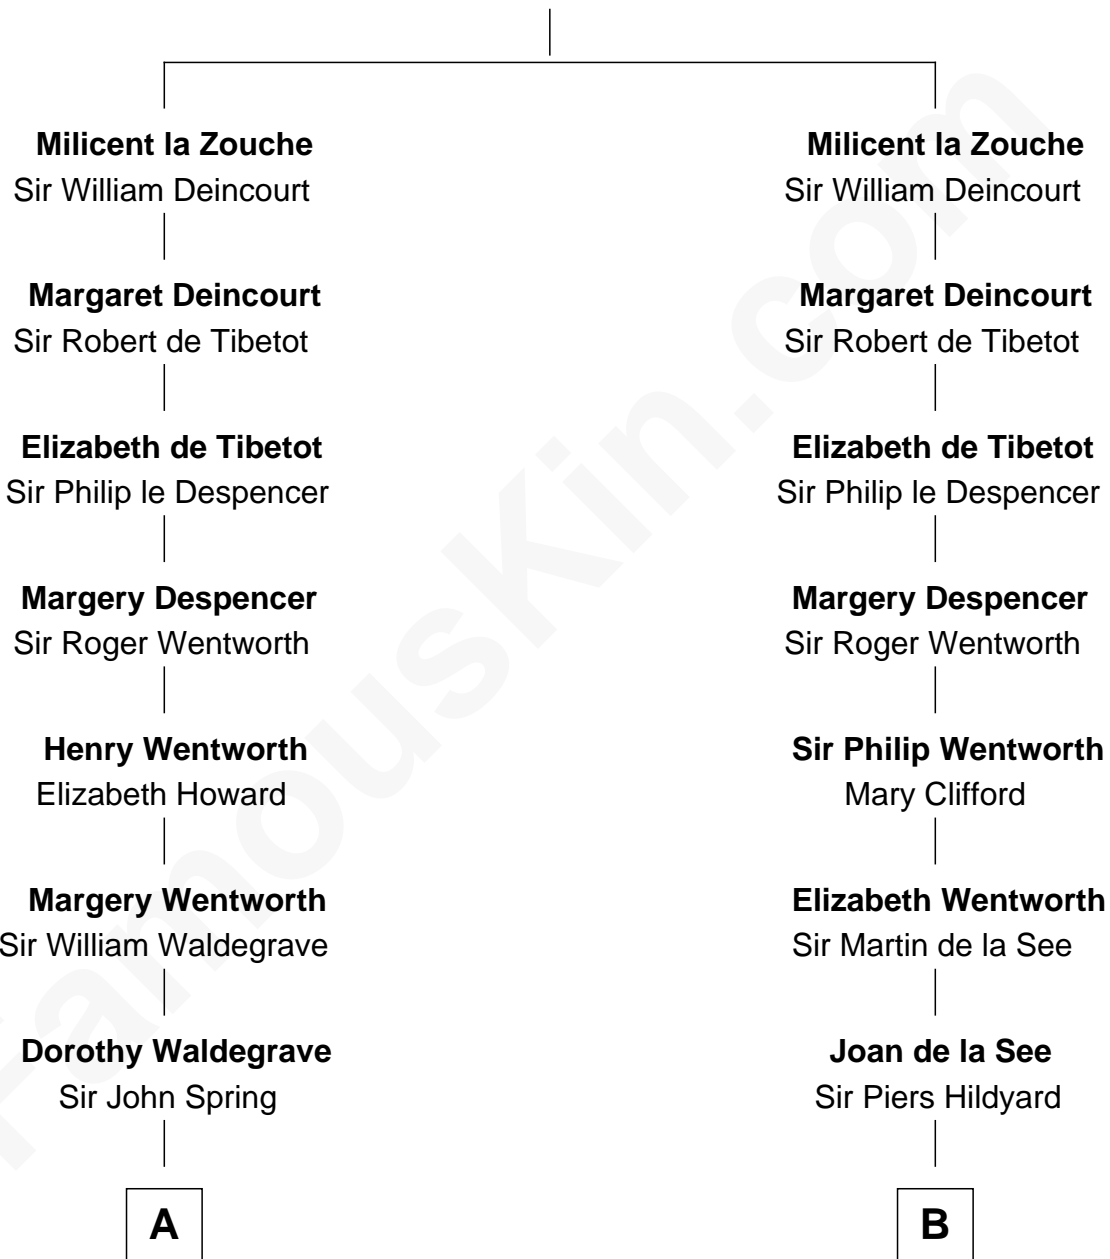 Milicent la Zouche
Sir William Deincourt
Margaret Deincourt
Sir Robert de Tibetot
Elizabeth de Tibetot
Sir Philip le Despencer
Margery Despencer
Sir Roger Wentworth
Henry Wentworth
Elizabeth Howard
Margery Wentworth
Sir William Waldegrave
Dorothy Waldegrave
Sir John Spring
A
Milicent la Zouche
Sir William Deincourt
Margaret Deincourt
Sir Robert de Tibetot
Elizabeth de Tibetot
Sir Philip le Despencer
Margery Despencer
Sir Roger Wentworth
Sir Philip Wentworth
Mary Clifford
Elizabeth Wentworth
Sir Martin de la See
Joan de la See
Sir Piers Hildyard
B
FamousKin.com